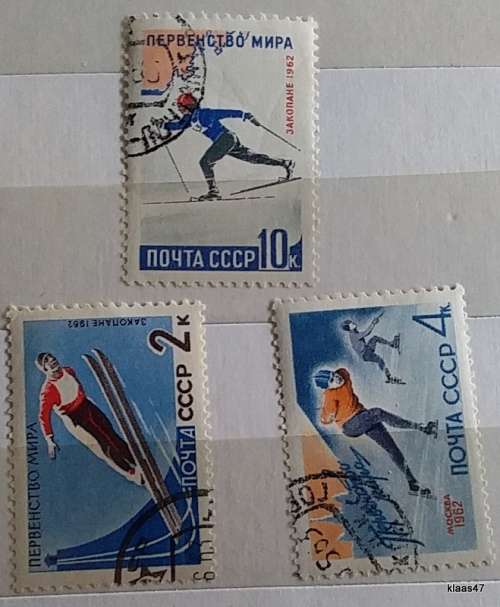 ПЕРВЕНСТВО МИРА
ЗАКОПАНЕ 1962
ПОЧТА СССР 10К
ЗАКОПАНЕ 1962
2К
ПОЧТА СССР
ПЕРВЕНСТВО МИРА
4К
ПОЧТА СССР
МОСКВА
1962
klaas47